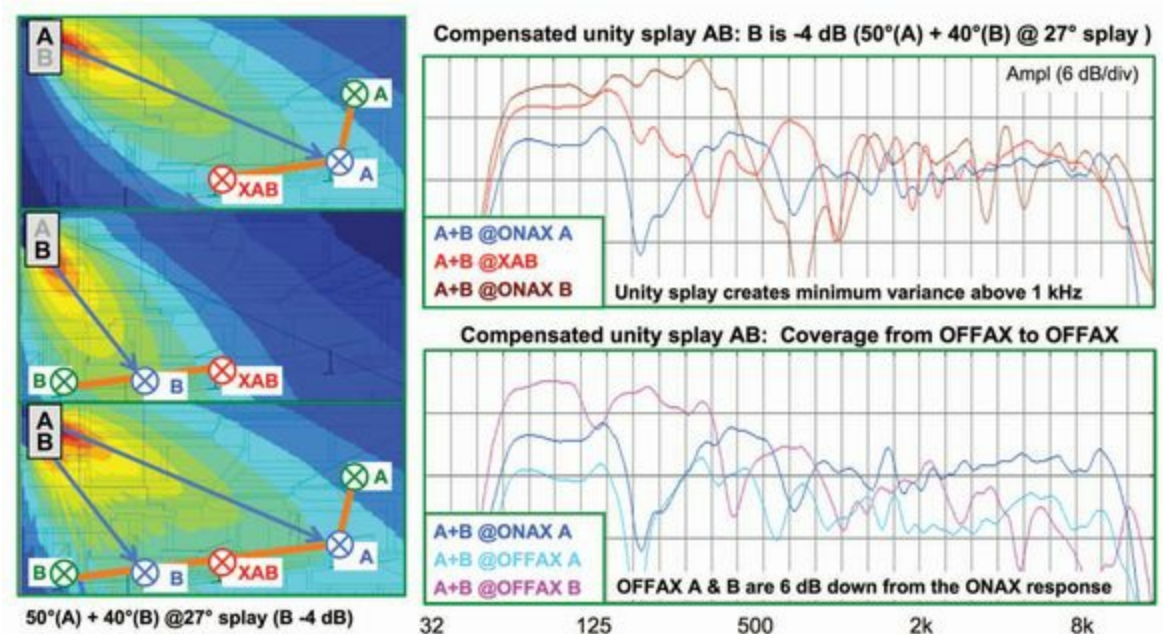 A
B
A
A
XAB
A
B
B
B
XAB
A
B
A
B
B
XAB
A
50°(A) + 40°(B) @27° splay (B -4 dB)
Compensated unity splay AB: B is -4 dB (50°(A) + 40°(B) @ 27° splay )
Ampl (6 dB/div)
A+B @ONAX A
A+B @XAB
A+B @ONAX B
Unity splay creates minimum variance above 1 kHz
Compensated unity splay AB: Coverage from OFFAX to OFFAX
A+B @ONAX A
A+B @OFFAX A
A+B @OFFAX B
OFFAX A & B are 6 dB down from the ONAX response
32 125 500 2k 8k